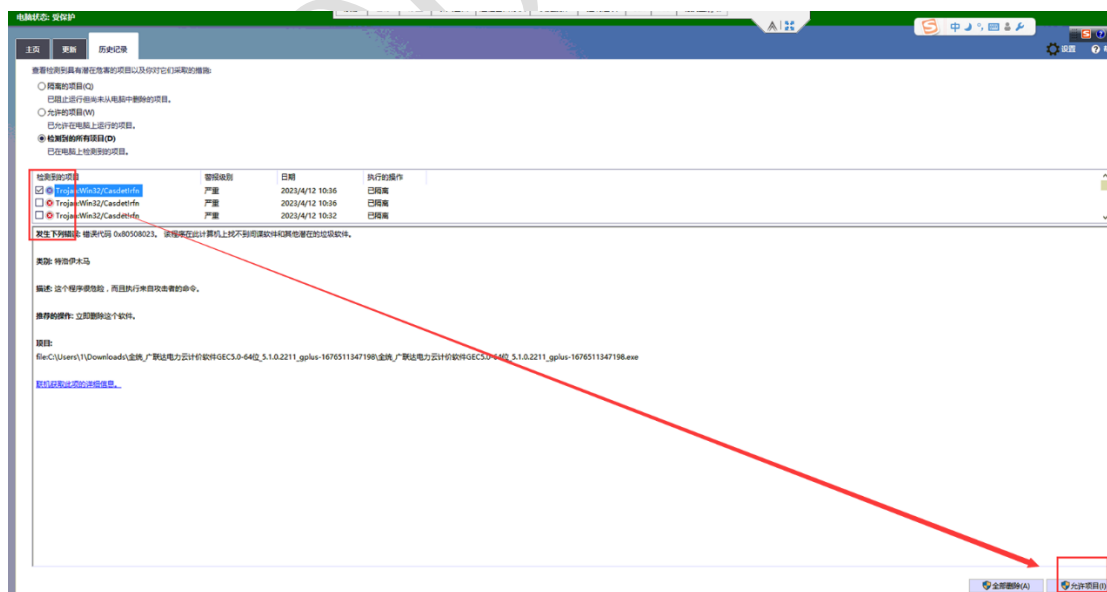 电脑状态: 受保护
中
主页 更新 历史记录
设置
查看检测到具有潜在危害的项目以及你对它们采取的措施:
隔离的项目(Q)
已阻止运行但尚未从电脑中删除的项目。
允许的项目(W)
已允许在电脑上运行的项目。
检测到的所有项目(D)
已在电脑上检测到的项目。
检测到的项目 警报级别 日期 执行的操作
Trojan:Win32/Casdet!rfn 严重 2023/4/12 10:36 已隔离
Trojan:Win32/Casdet!rfn 严重 2023/4/12 10:36 已隔离
Trojan:Win32/Casdet!rfn 严重 2023/4/12 10:32 已隔离
发生下列错误: 错误代码 0x80508023。 该程序在此计算机上找不到间谍软件和其他潜在的垃圾软件。
类别: 特洛伊木马
描述: 这个程序很危险，而且执行来自攻击者的命令。
推荐的操作: 立即删除这个软件。
项目:
file:C:\Users\1\Downloads\金统_广联达电力云计价软件GEC5.0-64位_5.1.0.2211_gplus-1676511347198\金统_广联达电力云计价软件GEC5.0-64位_5.1.0.2211_gplus-1676511347198.exe
联机获取此项的详细信息。
全部删除(A) 允许项目(I)